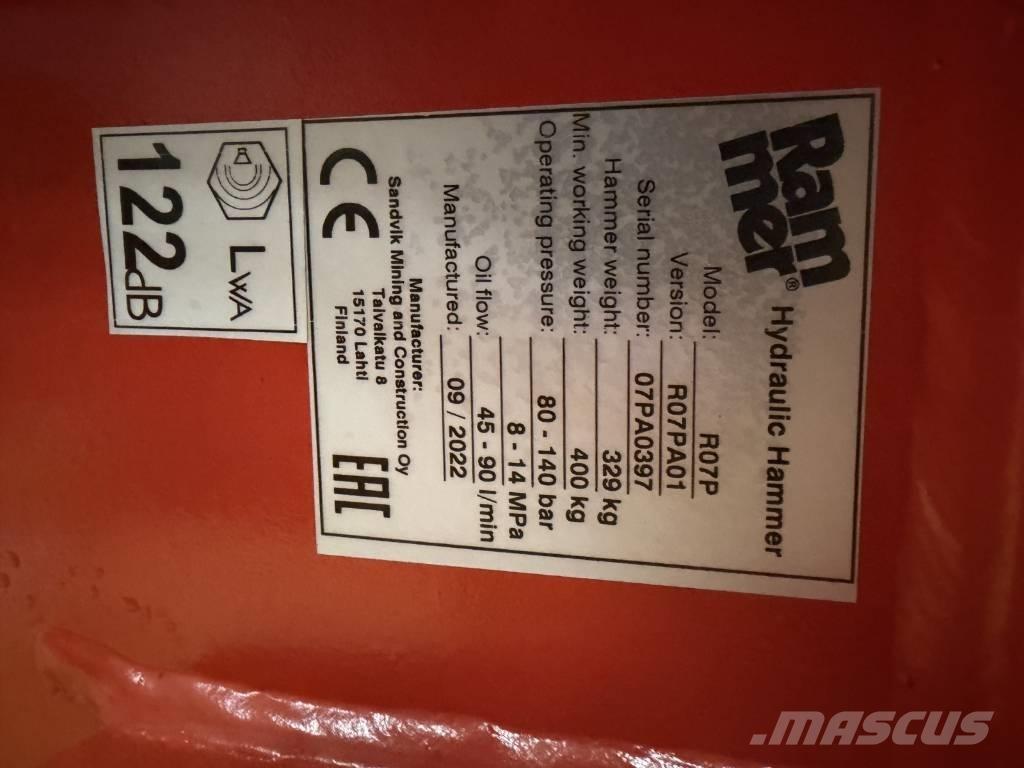 Ram
mer® Hydraulic Hammer
Model: R07P
Version: R07PA01
Serial number: 07PA0397
Hammer weight: 329 kg
Min. working weight: 400 kg
Operating pressure: 80 - 140 bar
8 - 14 MPa
Oil flow: 45 - 90 l/min
Manufactured: 09 / 2022
Manufacturer:
Sandvik Mining and Construction Oy
Taivalkatu 8
15170 Lahti
Finland
CE
EAC
LWA
122dB
.MASCUS